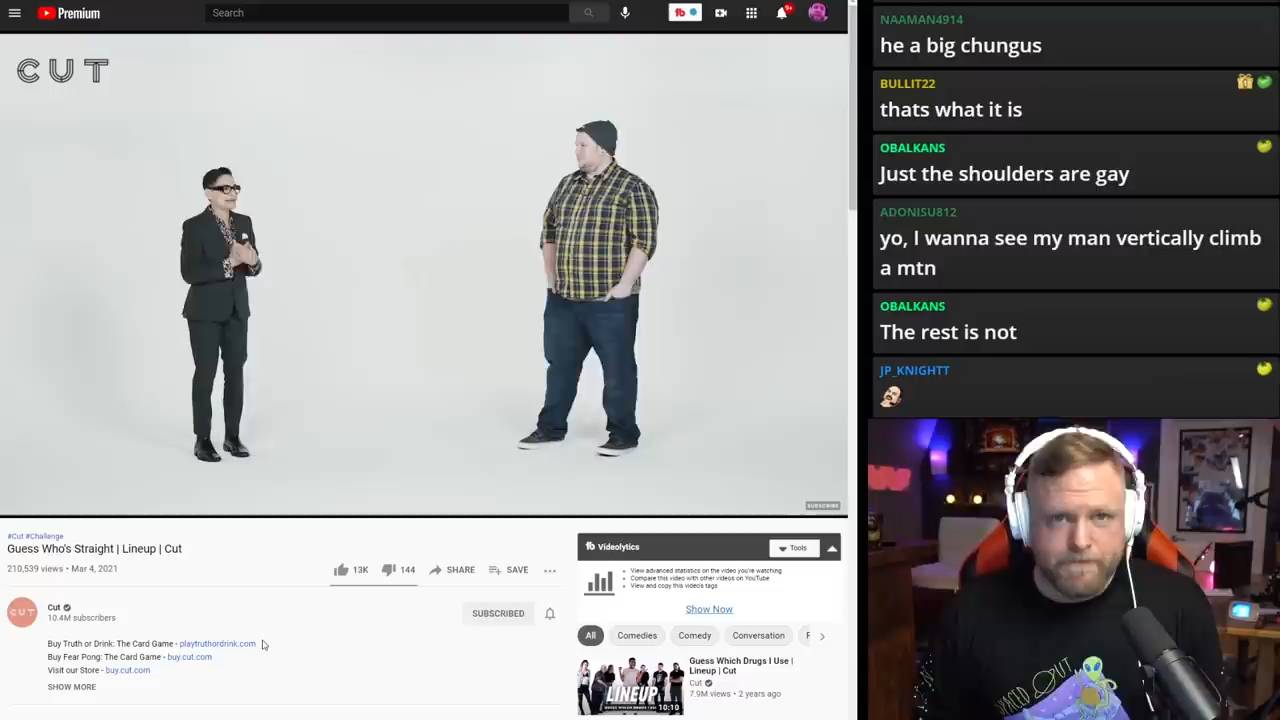 Premium
Search
9+
CUT
SUBSCRIBE
#Cut #Challenge
Guess Who's Straight | Lineup | Cut
210,539 views • Mar 4, 2021
13K
144
SHARE
SAVE
CUT
Cut
10.4M subscribers
SUBSCRIBED
Buy Truth or Drink: The Card Game - playtruthordrink.com
Buy Fear Pong: The Card Game - buy.cut.com
Visit our Store - buy.cut.com
SHOW MORE
Videolytics
Tools
View advanced statistics on the video you're watching
Compare this video with other videos on YouTube
View and copy this video's tags
Show Now
All
Comedies
Comedy
Conversation
LINEUP
10:10
Guess Which Drugs I Use |
Lineup | Cut
Cut
7.9M views • 2 years ago
NAAMAN4914
he a big chungus
BULLIT22
thats what it is
OBALKANS
Just the shoulders are gay
ADONISU812
yo, I wanna see my man vertically climb
a mtn
OBALKANS
The rest is not
JP_KNIGHTT